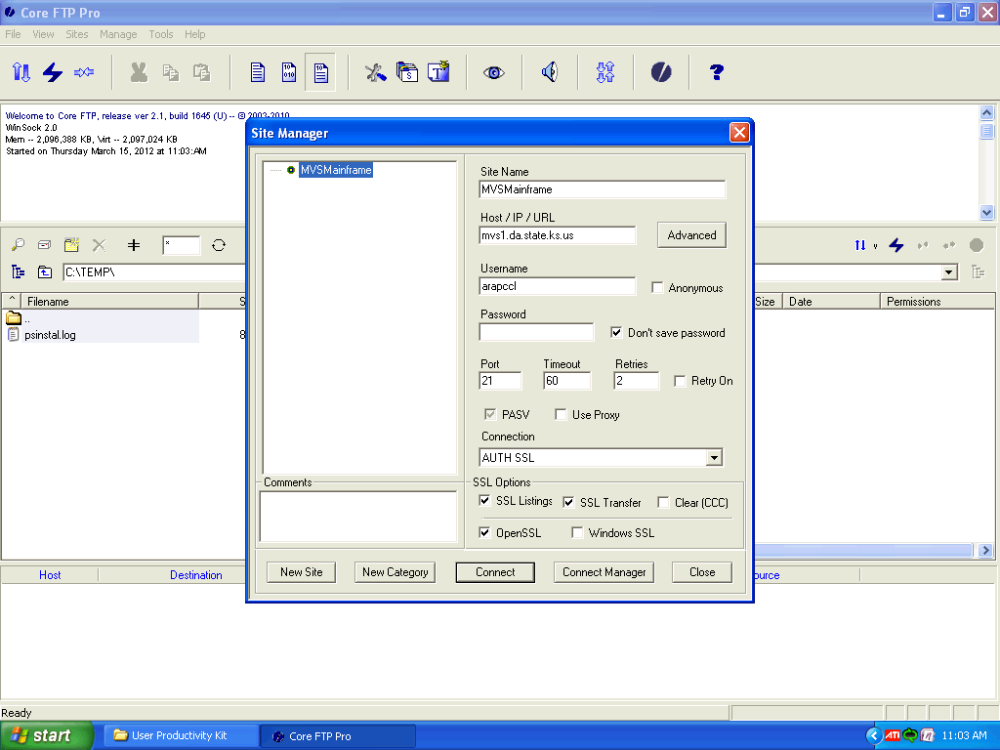 Core FTP Pro
File View Sites Manage Tools Help
Welcome to Core FTP, release ver 2.1, build 1645 (U) -- © 2003-2010
WinSock 2.0
Mem -- 2,096,388 KB, Virt -- 2,097,024 KB
Started on Thursday March 15, 2012 at 11:03:AM
Site Manager
MVSMainframe
Site Name
MVSMainframe
Host / IP / URL
mvs1.da.state.ks.us
Advanced
Username
arapccl
Anonymous
Password
Don't save password
Port Timeout Retries
21 60 2 Retry On
PASV Use Proxy
Connection
AUTH SSL
Comments
SSL Options
SSL Listings SSL Transfer Clear (CCC)
OpenSSL Windows SSL
New Site New Category Connect Connect Manager Close
*
C:\TEMP\
^ Filename S
..
psinstal.log 8
Size Date Permissions
Host Destination ource
Ready
start User Productivity Kit Core FTP Pro ATI 11:03 AM